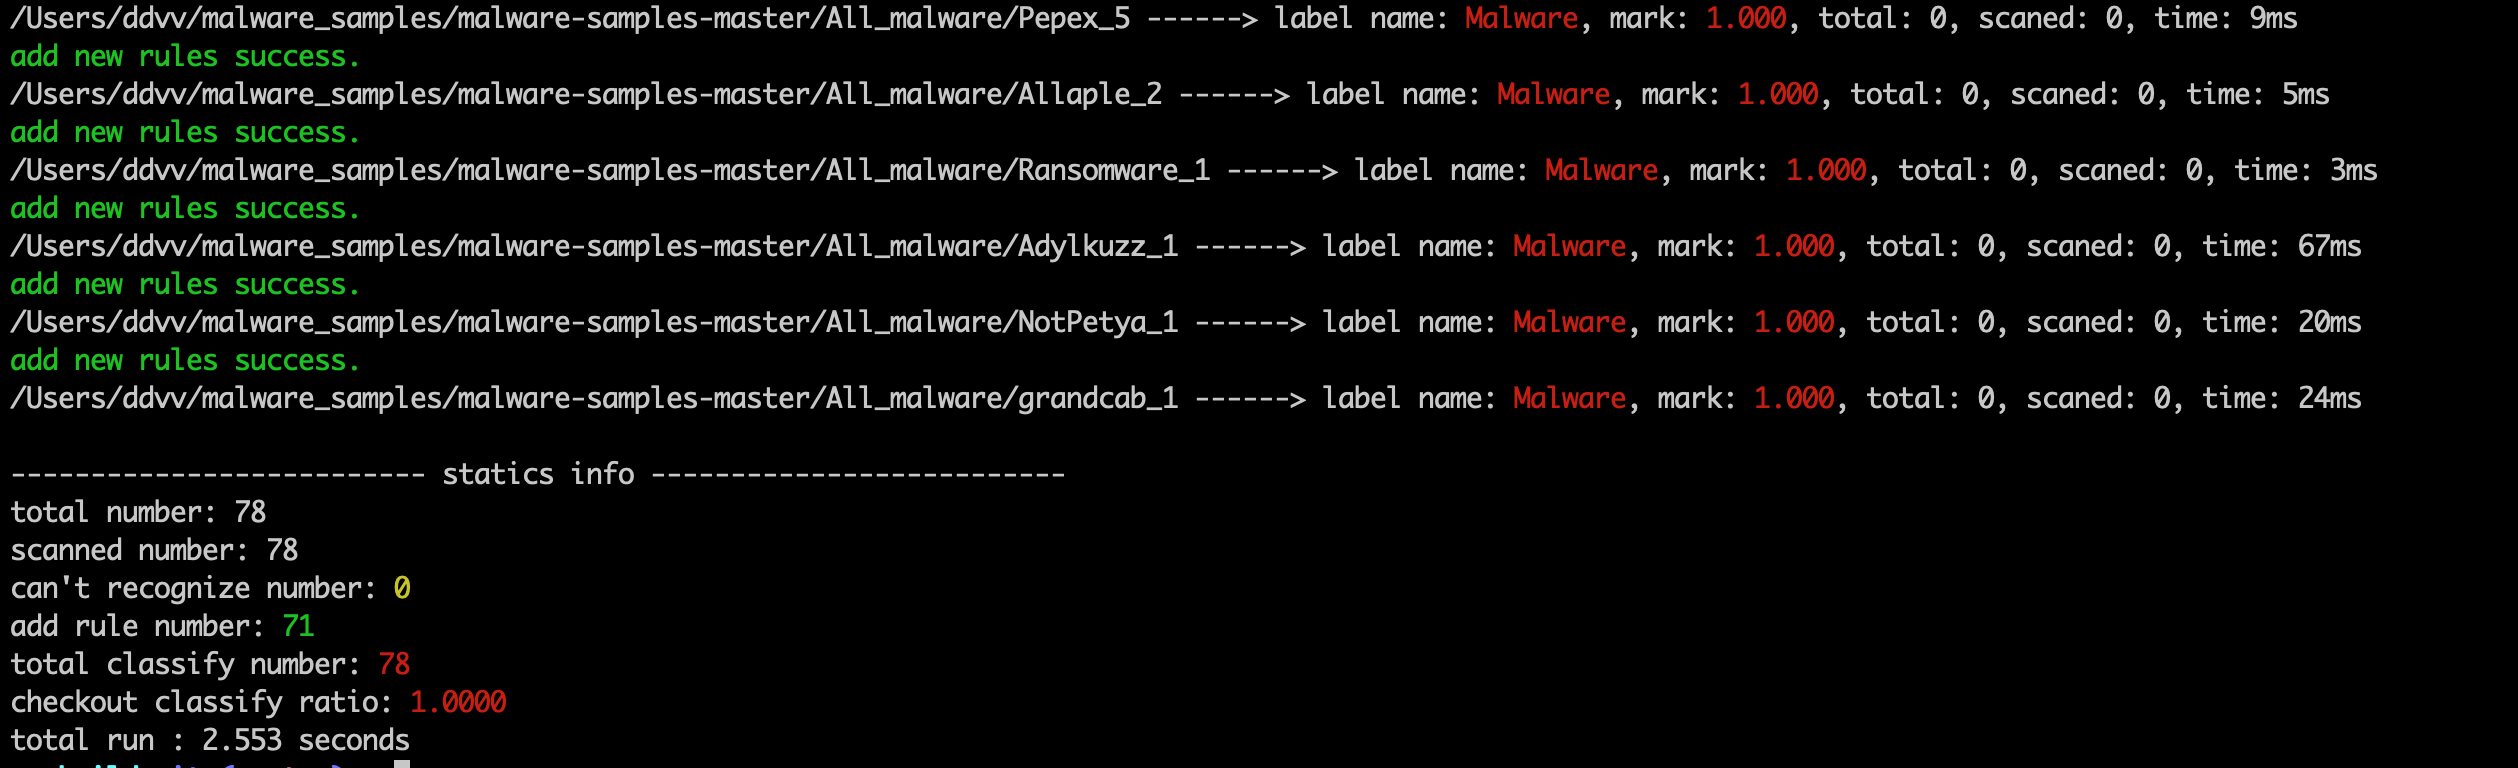 /Users/ddvv/malware_samples/malware-samples-master/All_malware/Pepex_5 ------> label name: Malware, mark: 1.000, total: 0, scaned: 0, time: 9ms
add new rules success.
/Users/ddvv/malware_samples/malware-samples-master/All_malware/Allaple_2 ------> label name: Malware, mark: 1.000, total: 0, scaned: 0, time: 5ms
add new rules success.
/Users/ddvv/malware_samples/malware-samples-master/All_malware/Ransomware_1 ------> label name: Malware, mark: 1.000, total: 0, scaned: 0, time: 3ms
add new rules success.
/Users/ddvv/malware_samples/malware-samples-master/All_malware/Adylkuzz_1 ------> label name: Malware, mark: 1.000, total: 0, scaned: 0, time: 67ms
add new rules success.
/Users/ddvv/malware_samples/malware-samples-master/All_malware/NotPetya_1 ------> label name: Malware, mark: 1.000, total: 0, scaned: 0, time: 20ms
add new rules success.
/Users/ddvv/malware_samples/malware-samples-master/All_malware/grandcab_1 ------> label name: Malware, mark: 1.000, total: 0, scaned: 0, time: 24ms
-------------------------- statics info --------------------------
total number: 78
scanned number: 78
can't recognize number: 0
add rule number: 71
total classify number: 78
checkout classify ratio: 1.0000
total run : 2.553 seconds